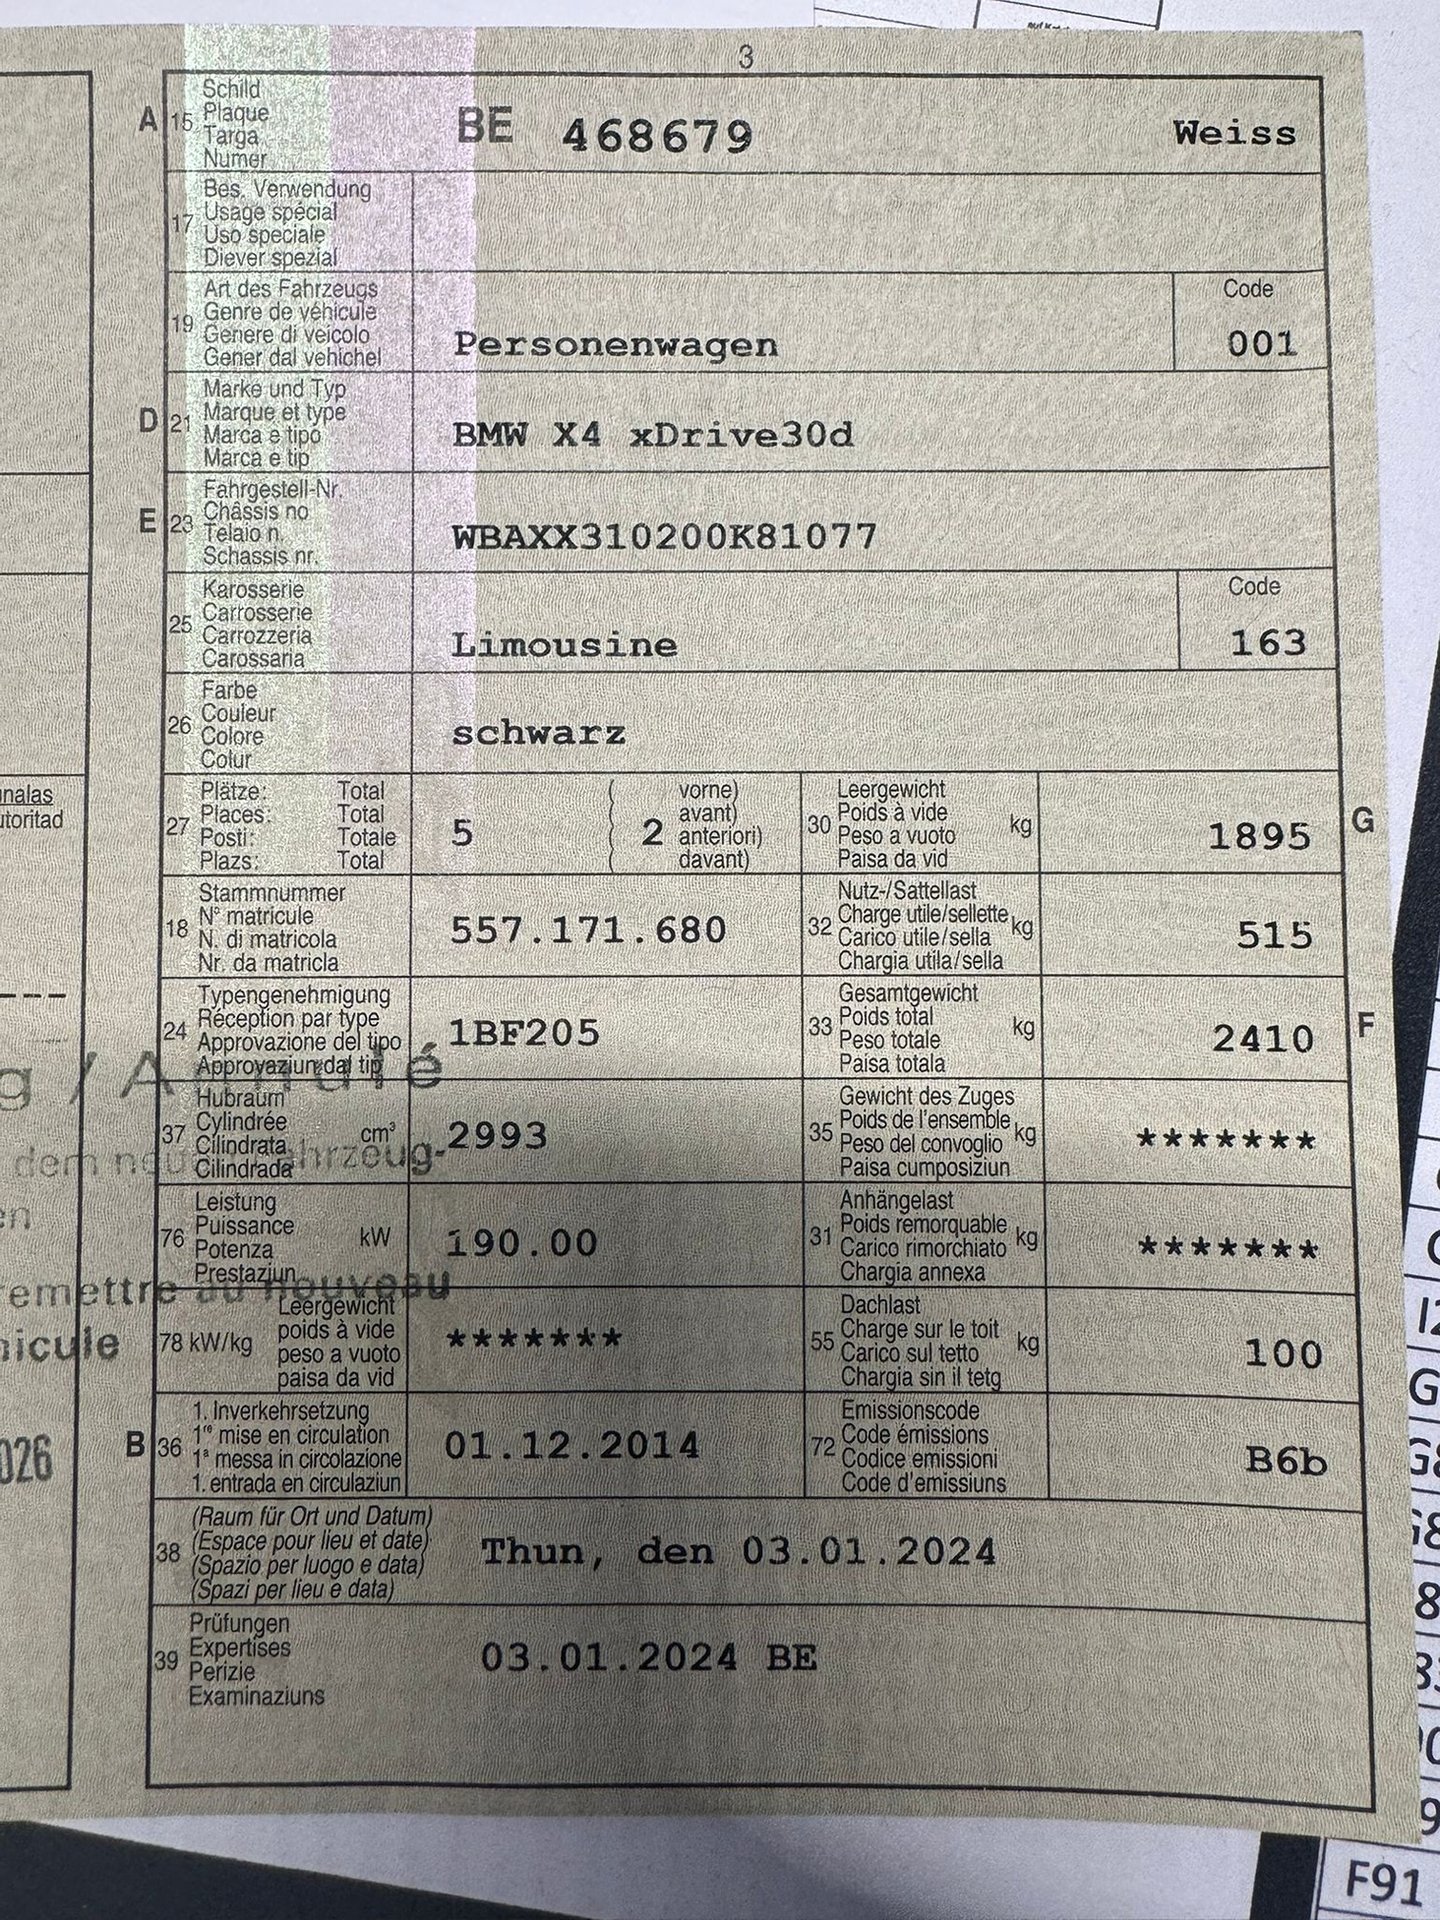 3
A 15 Schild
Plaque
Targa
Numer
BE 468679 Weiss
17 Bes. Verwendung
Usage spécial
Uso speciale
Diever spezial
19 Art des Fahrzeugs
Genre de véhicule
Genere di veicolo
Gener dal vehichel
Personenwagen
Code
001
D 21 Marke und Typ
Marque et type
Marca e tipo
Marca e tip
BMW X4 xDrive30d
E 23 Fahrgestell-Nr.
Châssis no
Telaio n.
Schassis nr.
WBAXX310200K81077
25 Karosserie
Carrosserie
Carrozzeria
Carossaria
Limousine
Code
163
26 Farbe
Couleur
Colore
Colur
schwarz
27 Plätze: Total
Places: Total
Posti: Totale
Plazs: Total
5
(vorne)
(avant)
2 (anteriori)
(davant)
30 Leergewicht
Poids à vide
Peso a vuoto
Paisa da vid
kg
1895 G
18 Stammnummer
N° matricule
N. di matricola
Nr. da matricla
557.171.680
32 Nutz-/Sattellast
Charge utile/sellette
Carico utile/sella
Chargia utila/sella
kg
515
24 Typengenehmigung
Réception par type
Approvazione del tipo
Approvaziun dal tip
1BF205
33 Gesamtgewicht
Poids total
Peso totale
Paisa totala
kg
2410 F
37 Hubraum
Cylindrée
Cilindrata
Cilindrada
cm³
2993
35 Gewicht des Zuges
Poids de l'ensemble
Peso del convoglio
Paisa cumposiziun
kg
*******
76 Leistung
Puissance
Potenza
Prestaziun
kW
190.00
31 Anhängelast
Poids remorquable
Carico rimorchiato
Chargia annexa
kg
*******
78 kW/kg
Leergewicht
poids à vide
peso a vuoto
paisa da vid
*******
55 Dachlast
Charge sur le toit
Carico sul tetto
Chargia sin il tetg
kg
100
B 36 1. Inverkehrsetzung
1re mise en circulation
1a messa in circolazione
1. entrada en circulaziun
01.12.2014
72 Emissionscode
Code émissions
Codice emissioni
Code d'emissiuns
B6b
38 (Raum für Ort und Datum)
(Espace pour lieu et date)
(Spazio per luogo e data)
(Spazi per lieu e data)
Thun, den 03.01.2024
39 Prüfungen
Expertises
Perizie
Examinaziuns
03.01.2024 BE
nalas
utoritad
g / Annulé
dem neuen Fahrzeug-
en
remettre au nouveau
hicule
026
F91